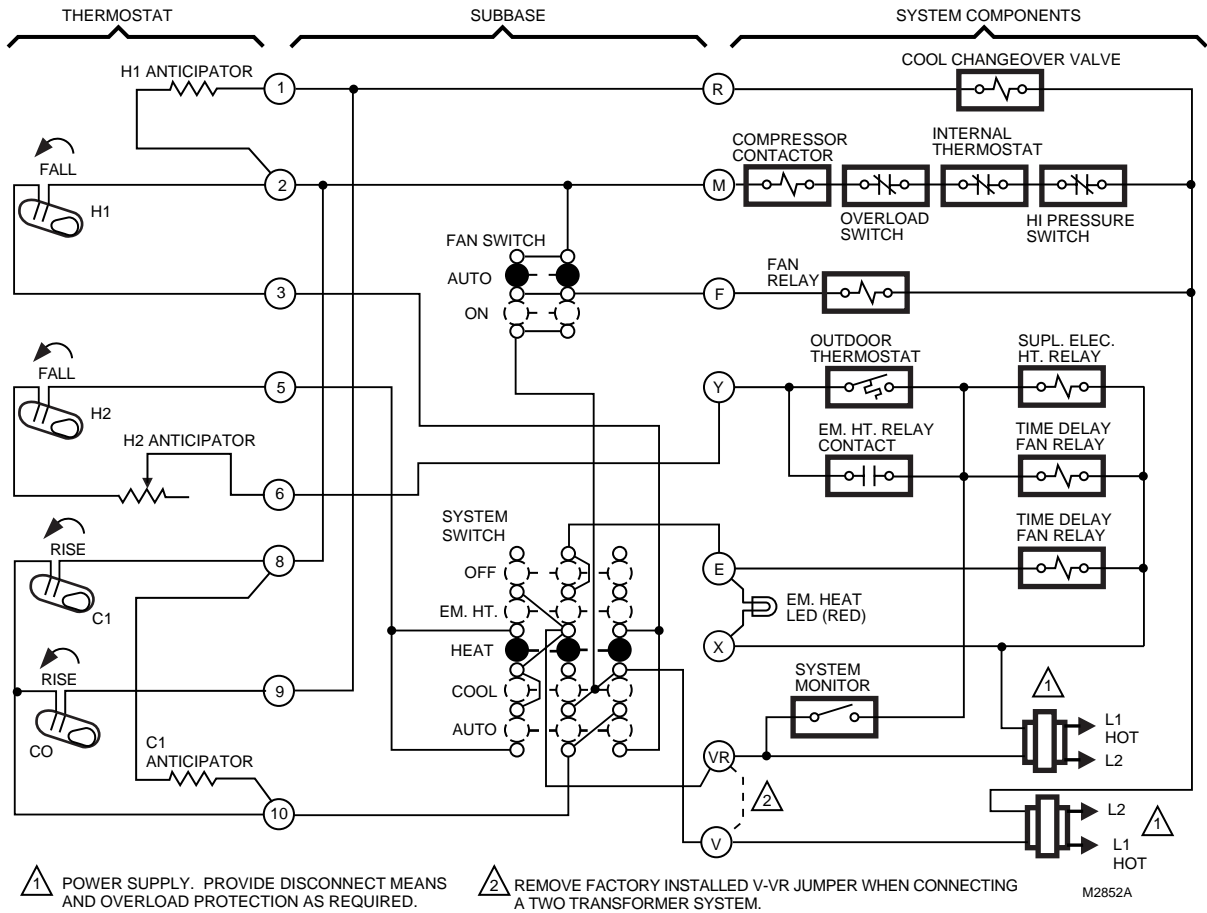 THERMOSTAT
SUBBASE
SYSTEM COMPONENTS
H1 ANTICIPATOR
1
R
COOL CHANGEOVER VALVE
FALL
H1
2
M
COMPRESSOR
CONTACTOR
INTERNAL
THERMOSTAT
OVERLOAD
SWITCH
HI PRESSURE
SWITCH
FAN SWITCH
AUTO
ON
3
F
FAN
RELAY
FALL
H2
5
Y
OUTDOOR
THERMOSTAT
SUPL. ELEC.
HT. RELAY
H2 ANTICIPATOR
6
EM. HT. RELAY
CONTACT
TIME DELAY
FAN RELAY
SYSTEM
SWITCH
OFF
EM. HT.
HEAT
COOL
AUTO
RISE
C1
8
E
TIME DELAY
FAN RELAY
EM. HEAT
LED (RED)
X
RISE
CO
9
SYSTEM
MONITOR
1
L1
HOT
L2
C1
ANTICIPATOR
10
VR
2
V
L2
L1
HOT
1
1 POWER SUPPLY. PROVIDE DISCONNECT MEANS
AND OVERLOAD PROTECTION AS REQUIRED.
2 REMOVE FACTORY INSTALLED V-VR JUMPER WHEN CONNECTING
A TWO TRANSFORMER SYSTEM.
M2852A